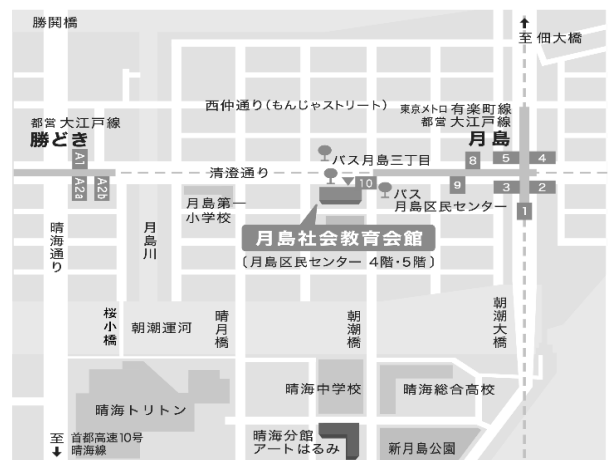 勝開橋
至 佃大橋
西仲通り(もんじゃストリート)
東京メトロ 有楽町線
都営 大江戸線
月島
都営 大江戸線
勝どき
A1
A2a
A2b
清澄通り
バス月島三丁目
8
5
4
10
9
3
2
1
バス
月島区民センター
月島第一
小学校
月島社会教育会館
〔月島区民センター 4階・5階〕
晴海通り
月島川
桜小橋
朝潮運河
晴月橋
朝潮橋
朝潮大橋
晴海トリトン
晴海中学校
晴海総合高校
晴海分館
アートはるみ
新月島公園
至 首都高速10号
晴海線